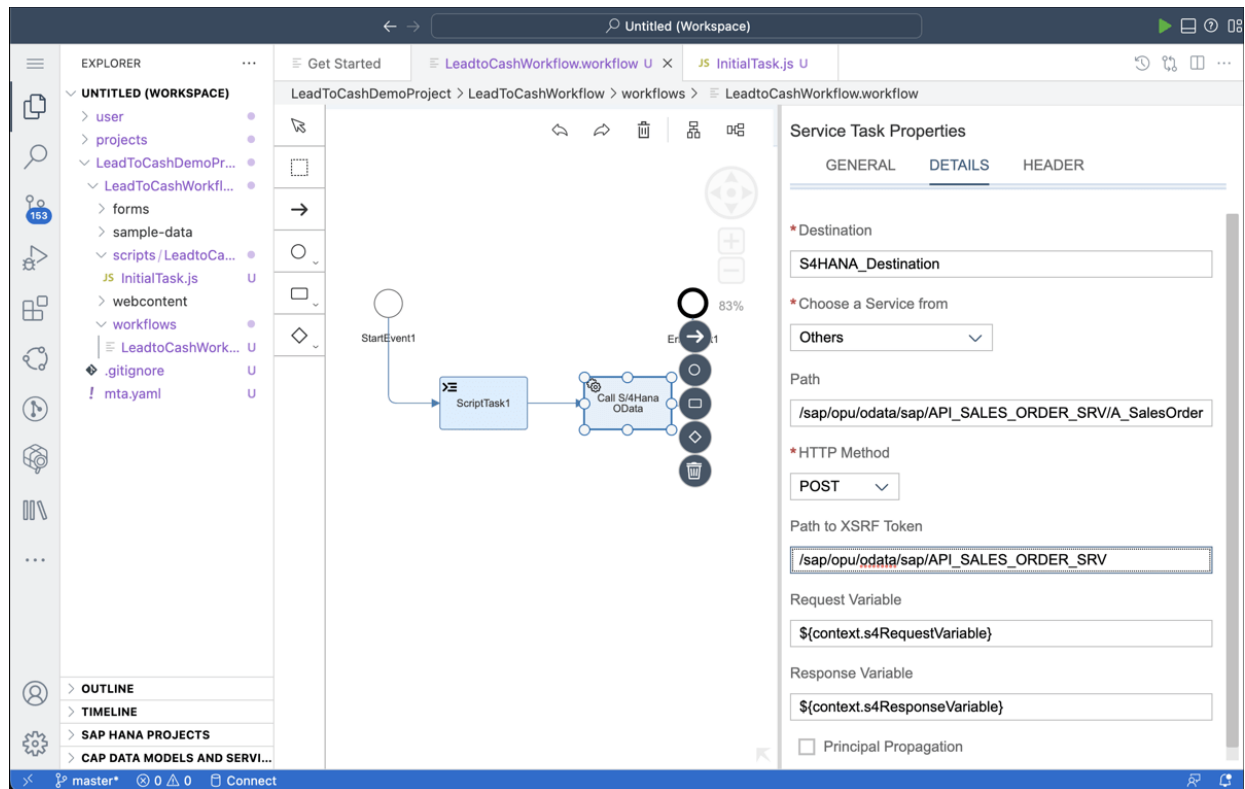 Untitled (Workspace)
EXPLORER
Get Started
LeadtoCashWorkflow.workflow U
JS InitialTask.js U
UNTITLED (WORKSPACE)
LeadToCashDemoProject > LeadToCashWorkflow > workflows > LeadtoCashWorkflow.workflow
user
projects
LeadToCashDemoPr...
LeadToCashWorkfl...
forms
sample-data
153
scripts/LeadtoCa...
JS InitialTask.js U
webcontent
workflows
LeadtoCashWork... U
.gitignore U
! mta.yaml U
OUTLINE
TIMELINE
SAP HANA PROJECTS
CAP DATA MODELS AND SERVI...
83%
StartEvent1
ScriptTask1
Call S/4Hana
OData
Service Task Properties
GENERAL DETAILS HEADER
*Destination
S4HANA_Destination
*Choose a Service from
Others
Path
/sap/opu/odata/sap/API_SALES_ORDER_SRV/A_SalesOrder
*HTTP Method
POST
Path to XSRF Token
/sap/opu/odata/sap/API_SALES_ORDER_SRV
Request Variable
${context.s4RequestVariable}
Response Variable
${context.s4ResponseVariable}
Principal Propagation
master* 0 0 Connect